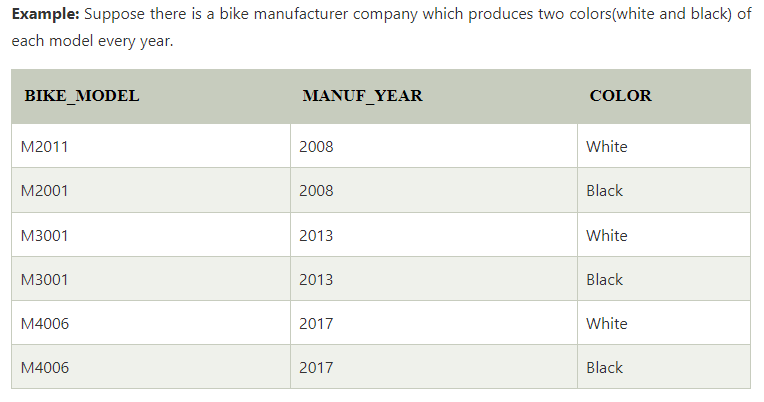 Example: Suppose there is a bike manufacturer company which produces two colors(white and black) of
each model every year.
BIKE_MODEL MANUF_YEAR COLOR
M2011 2008 White
M2001 2008 Black
M3001 2013 White
M3001 2013 Black
M4006 2017 White
M4006 2017 Black